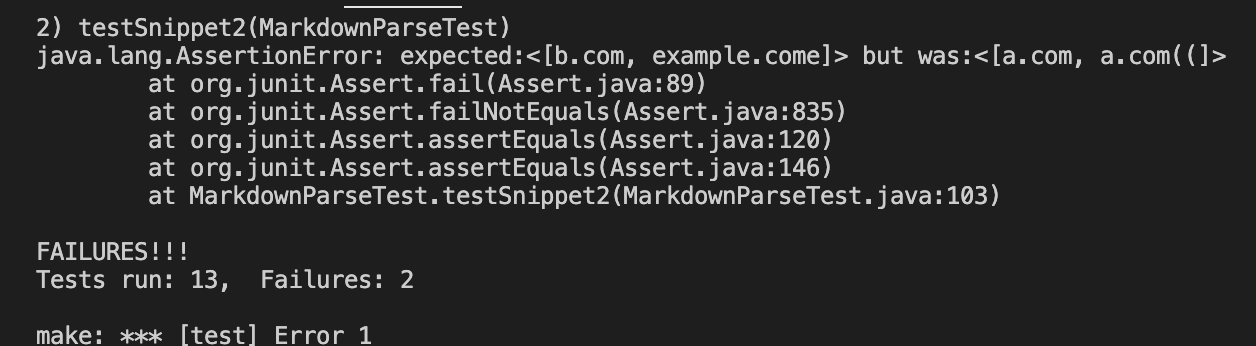 2) testSnippet2(MarkdownParseTest)
java.lang.AssertionError: expected:<[b.com, example.come]> but was:<[a.com, a.com((]>
at org.junit.Assert.fail(Assert.java:89)
at org.junit.Assert.failNotEquals(Assert.java:835)
at org.junit.Assert.assertEquals(Assert.java:120)
at org.junit.Assert.assertEquals(Assert.java:146)
at MarkdownParseTest.testSnippet2(MarkdownParseTest.java:103)
FAILURES!!!
Tests run: 13,  Failures: 2
make: *** [test] Error 1